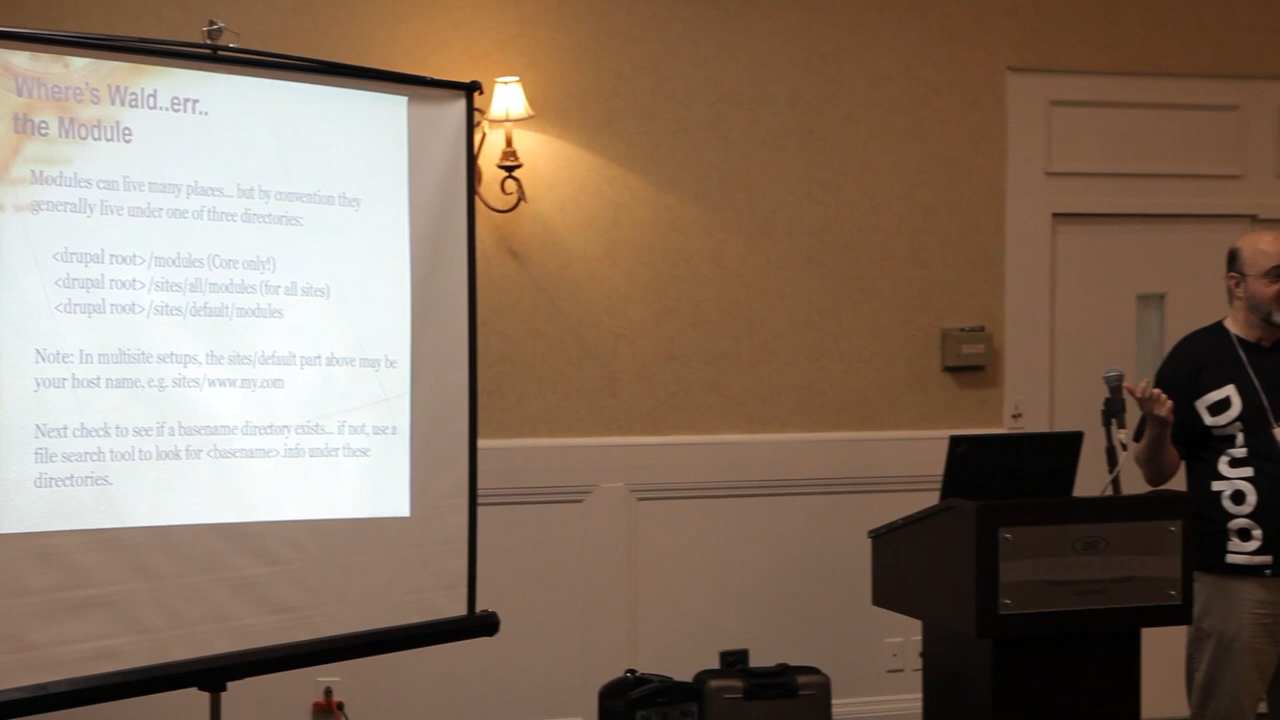 Where's Wald..err..
the Module
Modules can live many places... but by convention they
generally live under one of three directories:
<drupal root>/modules (Core only!)
<drupal root>/sites/all/modules (for all sites)
<drupal root>/sites/default/modules
Note: In multisite setups, the sites/default part above may be
your host name, e.g. sites/www.my.com
Next check to see if a basename directory exists... if not, use a
file search tool to look for <basename>.info under these
directories.
Drupal